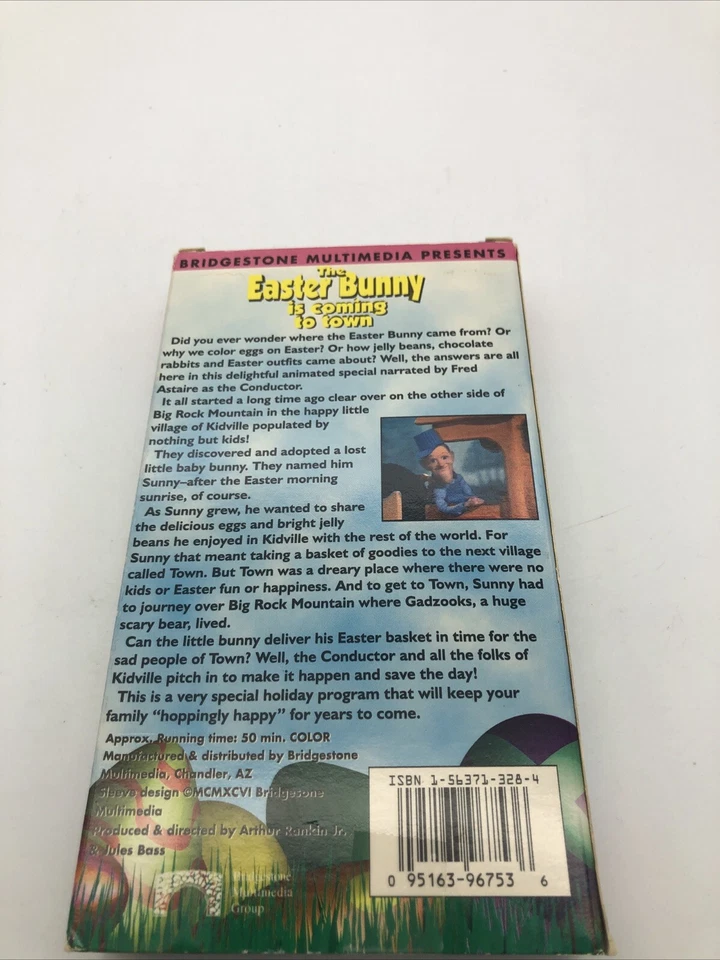 BRIDGESTONE MULTIMEDIA PRESENTS
The
Easter Bunny
is coming
to town
Did you ever wonder where the Easter Bunny came from? Or
why we color eggs on Easter? Or how jelly beans, chocolate
rabbits and Easter outfits came about? Well, the answers are all
here in this delightful animated special narrated by Fred
Astaire as the Conductor.
It all started a long time ago clear over on the other side of
Big Rock Mountain in the happy little
village of Kidville populated by
nothing but kids!
They discovered and adopted a lost
little baby bunny. They named him
Sunny–after the Easter morning
sunrise, of course.
As Sunny grew, he wanted to share
the delicious eggs and bright jelly
beans he enjoyed in Kidville with the rest of the world. For
Sunny that meant taking a basket of goodies to the next village
called Town. But Town was a dreary place where there were no
kids or Easter fun or happiness. And to get to Town, Sunny had
to journey over Big Rock Mountain where Gadzooks, a huge
scary bear, lived.
Can the little bunny deliver his Easter basket in time for the
sad people of Town? Well, the Conductor and all the folks of
Kidville pitch in to make it happen and save the day!
This is a very special holiday program that will keep your
family "hoppingly happy" for years to come.
Approx. Running time: 50 min. COLOR
Manufactured & distributed by Bridgestone
Multimedia, Chandler, AZ
Sleeve design ©MCMXCVI Bridgesone
Multimedia
Produced & directed by Arthur Rankin Jr.
& Jules Bass
Bridgestone
Multimedia
Group
ISBN 1-56371-328-4
0 95163-96753 6